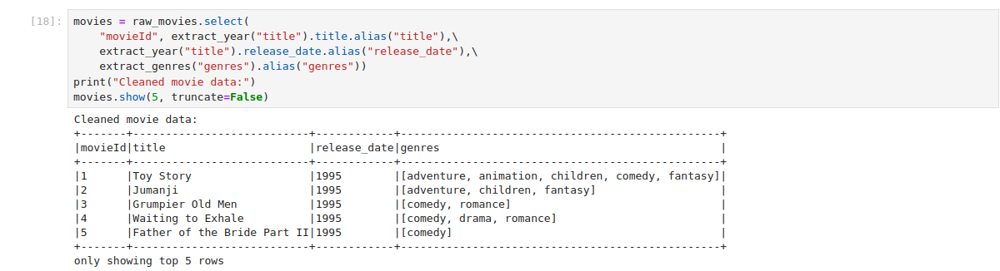 [18]: movies = raw_movies.select(
    "movieId", extract_year("title").title.alias("title"),\
    extract_year("title").release_date.alias("release_date"),\
    extract_genres("genres").alias("genres"))
print("Cleaned movie data:")
movies.show(5, truncate=False)
Cleaned movie data:
+-------+---------------------------+------------+-------------------------------------------------+
|movieId|title                      |release_date|genres                                           |
+-------+---------------------------+------------+-------------------------------------------------+
|1      |Toy Story                  |1995        |[adventure, animation, children, comedy, fantasy]|
|2      |Jumanji                    |1995        |[adventure, children, fantasy]                   |
|3      |Grumpier Old Men           |1995        |[comedy, romance]                                |
|4      |Waiting to Exhale          |1995        |[comedy, drama, romance]                         |
|5      |Father of the Bride Part II|1995        |[comedy]                                         |
+-------+---------------------------+------------+-------------------------------------------------+
only showing top 5 rows